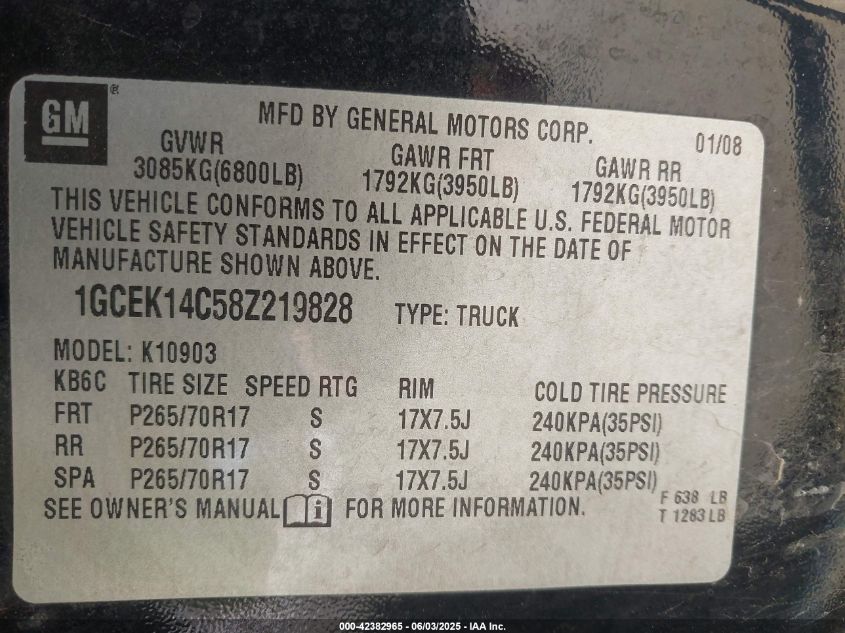 GM ®
MFD BY GENERAL MOTORS CORP. 01/08
GVWR GAWR FRT GAWR RR
3085KG(6800LB) 1792KG(3950LB) 1792KG(3950LB)
THIS VEHICLE CONFORMS TO ALL APPLICABLE U.S. FEDERAL MOTOR
VEHICLE SAFETY STANDARDS IN EFFECT ON THE DATE OF
MANUFACTURE SHOWN ABOVE.
1GCEK14C58Z219828 TYPE: TRUCK
MODEL: K10903
KB6C TIRE SIZE SPEED RTG RIM COLD TIRE PRESSURE
FRT P265/70R17 S 17X7.5J 240KPA(35PSI)
RR P265/70R17 S 17X7.5J 240KPA(35PSI)
SPA P265/70R17 S 17X7.5J 240KPA(35PSI)
SEE OWNER'S MANUAL i FOR MORE INFORMATION.
F 638 LB
T 1283 LB
000-42382965 - 06/03/2025 - IAA Inc.